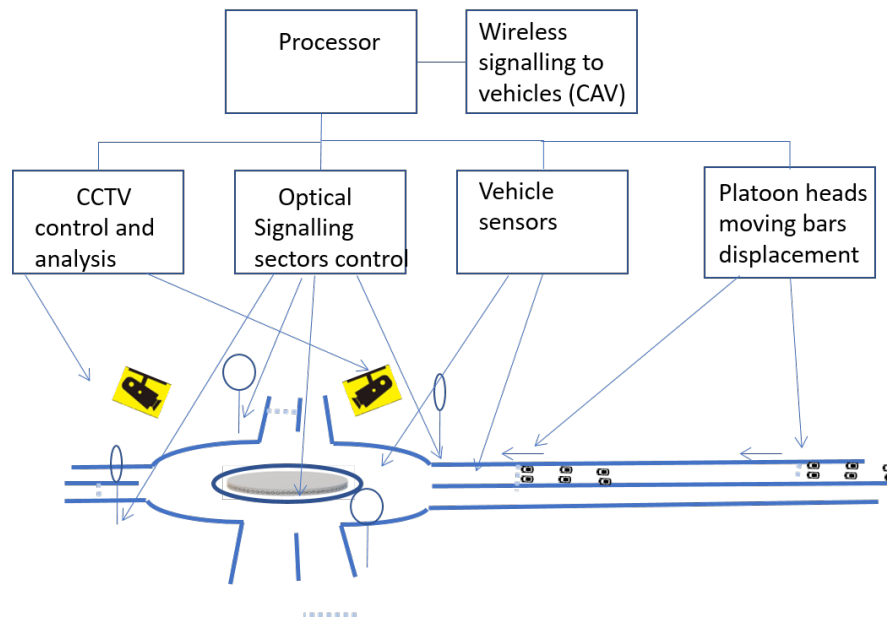 Processor
Wireless
signalling to
vehicles (CAV)
CCTV
control and
analysis
Optical
Signalling
sectors control
Vehicle
sensors
Platoon heads
moving bars
displacement